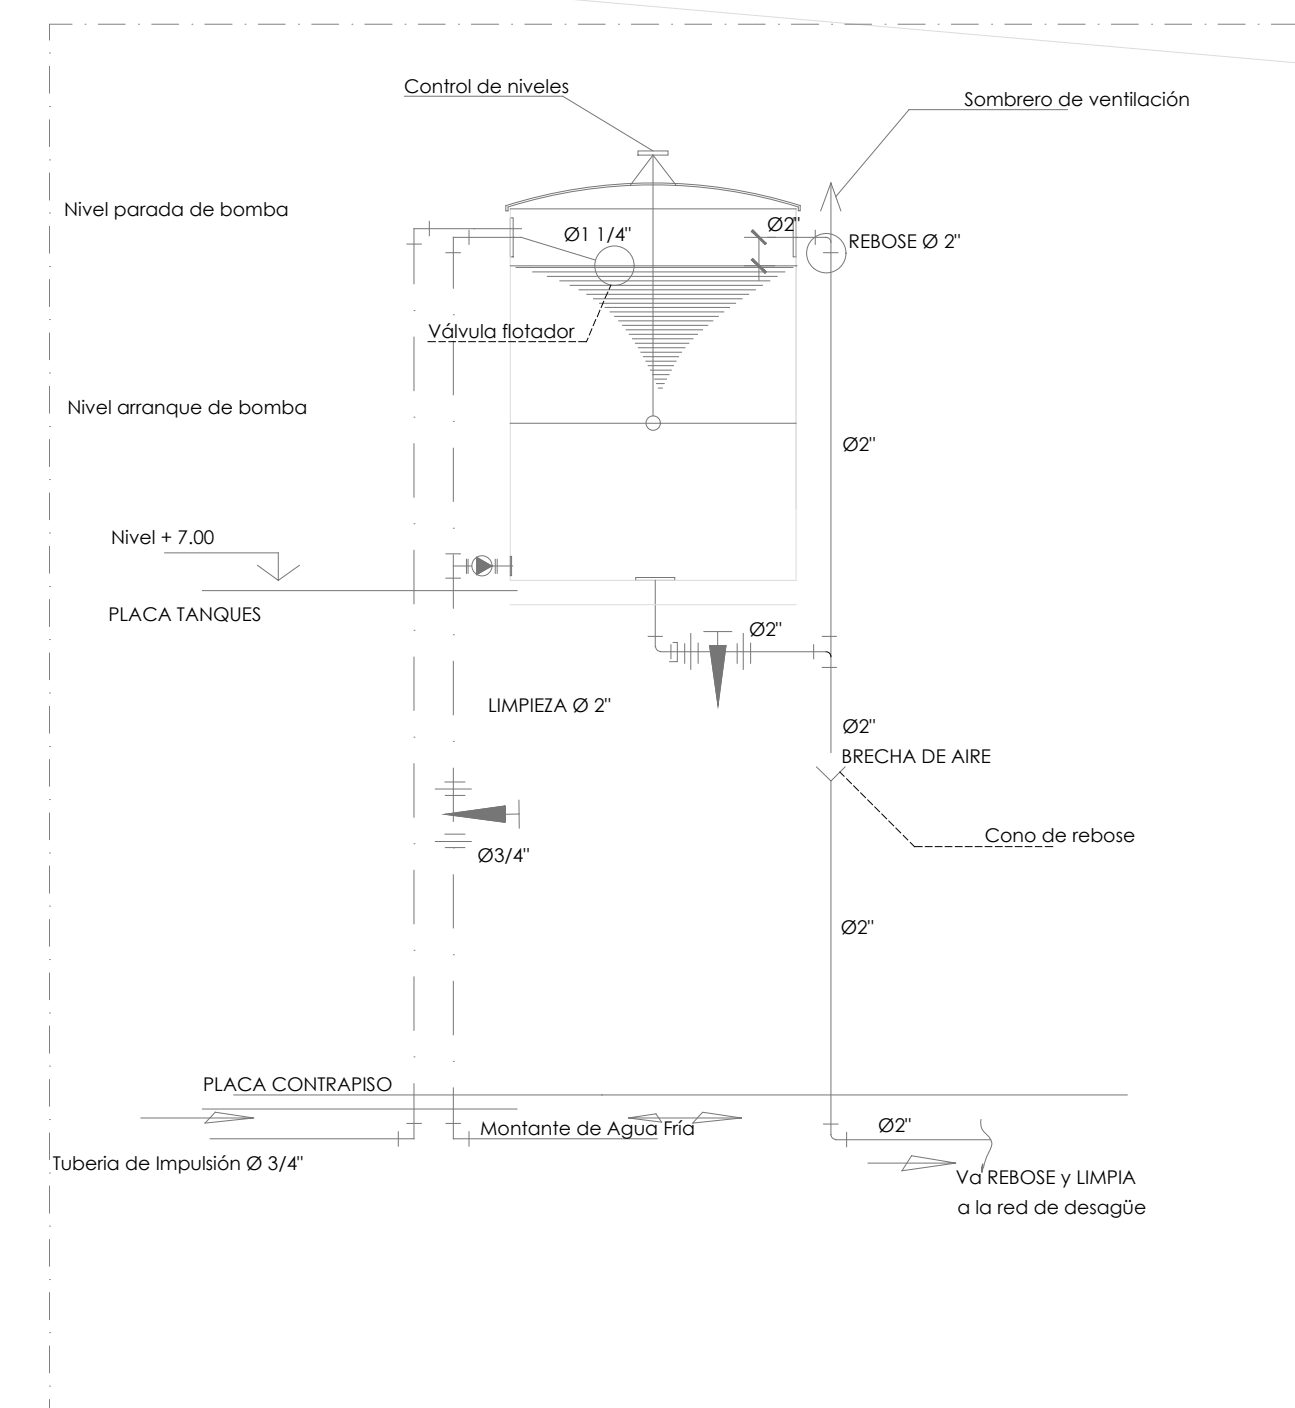 Control de niveles
Sombrero de ventilación
Nivel parada de bomba
Ø1 1/4"
Ø2"
REBOSE Ø 2"
Válvula flotador
Nivel arranque de bomba
Ø2"
Nivel + 7.00
PLACA TANQUES
Ø2"
LIMPIEZA Ø 2"
Ø2"
BRECHA DE AIRE
Cono de rebose
Ø3/4"
Ø2"
PLACA CONTRAPISO
Montante de Agua Fría
Ø2"
Tuberia de Impulsión Ø 3/4"
Va REBOSE y LIMPIA
a la red de desagüe